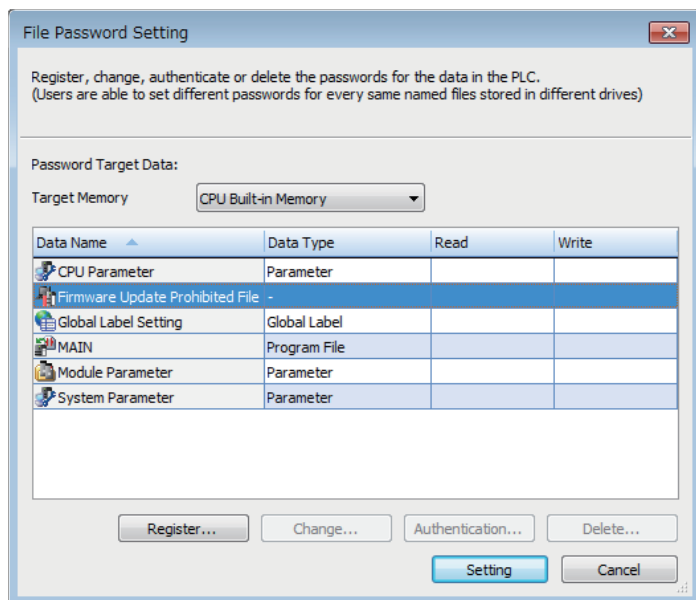 File Password Setting
Register, change, authenticate or delete the passwords for the data in the PLC.
(Users are able to set different passwords for every same named files stored in different drives)
Password Target Data:
Target Memory CPU Built-in Memory
Data Name Data Type Read Write
CPU Parameter Parameter
Firmware Update Prohibited File -
Global Label Setting Global Label
MAIN Program File
Module Parameter Parameter
System Parameter Parameter
Register... Change... Authentication... Delete...
Setting Cancel